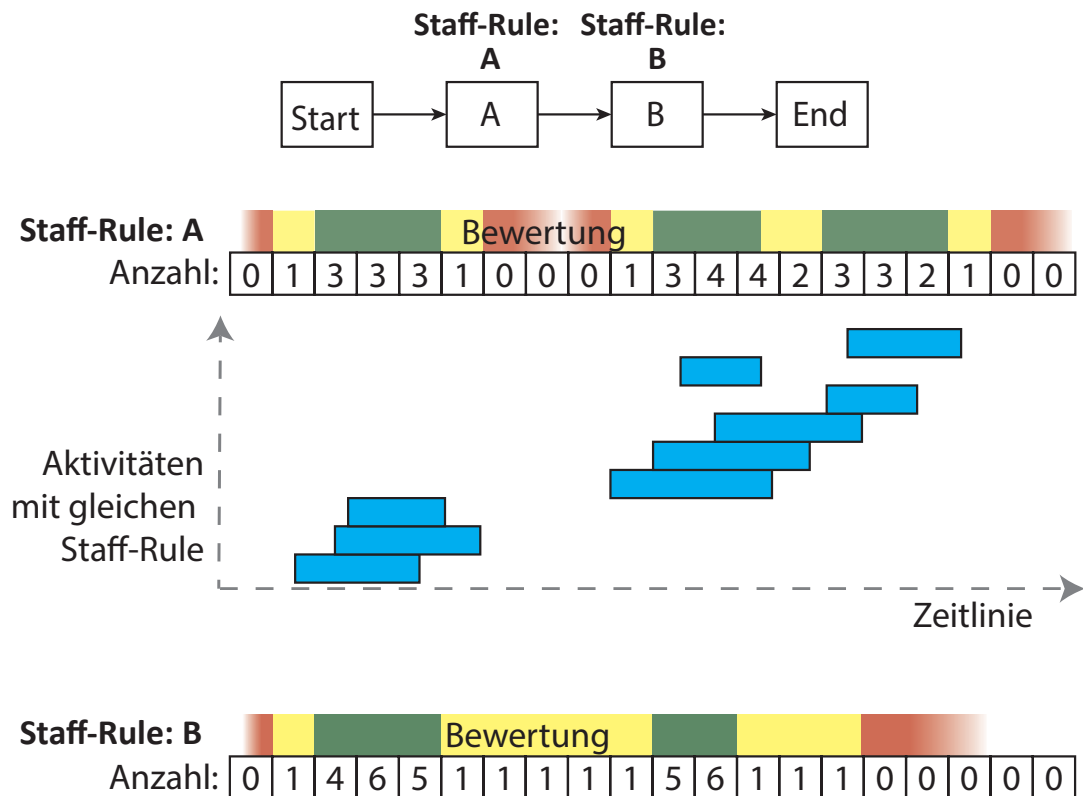 Staff-Rule: Staff-Rule:
A B
Start A B End
Staff-Rule: A Bewertung
Anzahl: 0 1 3 3 3 1 0 0 0 1 3 4 4 2 3 3 2 1 0 0
Aktivitäten
mit gleichen
Staff-Rule
Zeitlinie
Staff-Rule: B Bewertung
Anzahl: 0 1 4 6 5 1 1 1 1 1 5 6 1 1 1 0 0 0 0 0